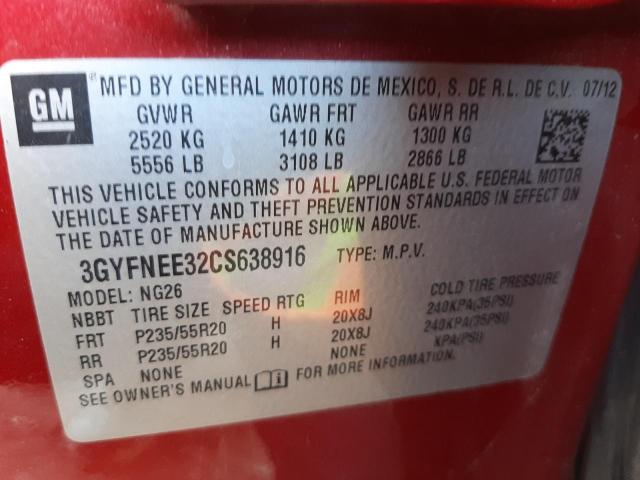 GM ® MFD BY GENERAL MOTORS DE MEXICO, S. DE R.L. DE C.V. 07/12
GVWR GAWR FRT GAWR RR
2520 KG 1410 KG 1300 KG
5556 LB 3108 LB 2866 LB
THIS VEHICLE CONFORMS TO ALL APPLICABLE U.S. FEDERAL MOTOR
VEHICLE SAFETY AND THEFT PREVENTION STANDARDS IN EFFECT ON
THE DATE OF MANUFACTURE SHOWN ABOVE.
3GYFNEE32CS638916 TYPE: M.P.V.
MODEL: NG26
NBBT TIRE SIZE SPEED RTG RIM COLD TIRE PRESSURE
FRT P235/55R20 H 20X8J 240KPA(35PSI)
RR P235/55R20 H 20X8J 240KPA(35PSI)
SPA NONE NONE KPA(PSI)
SEE OWNER'S MANUAL FOR MORE INFORMATION.